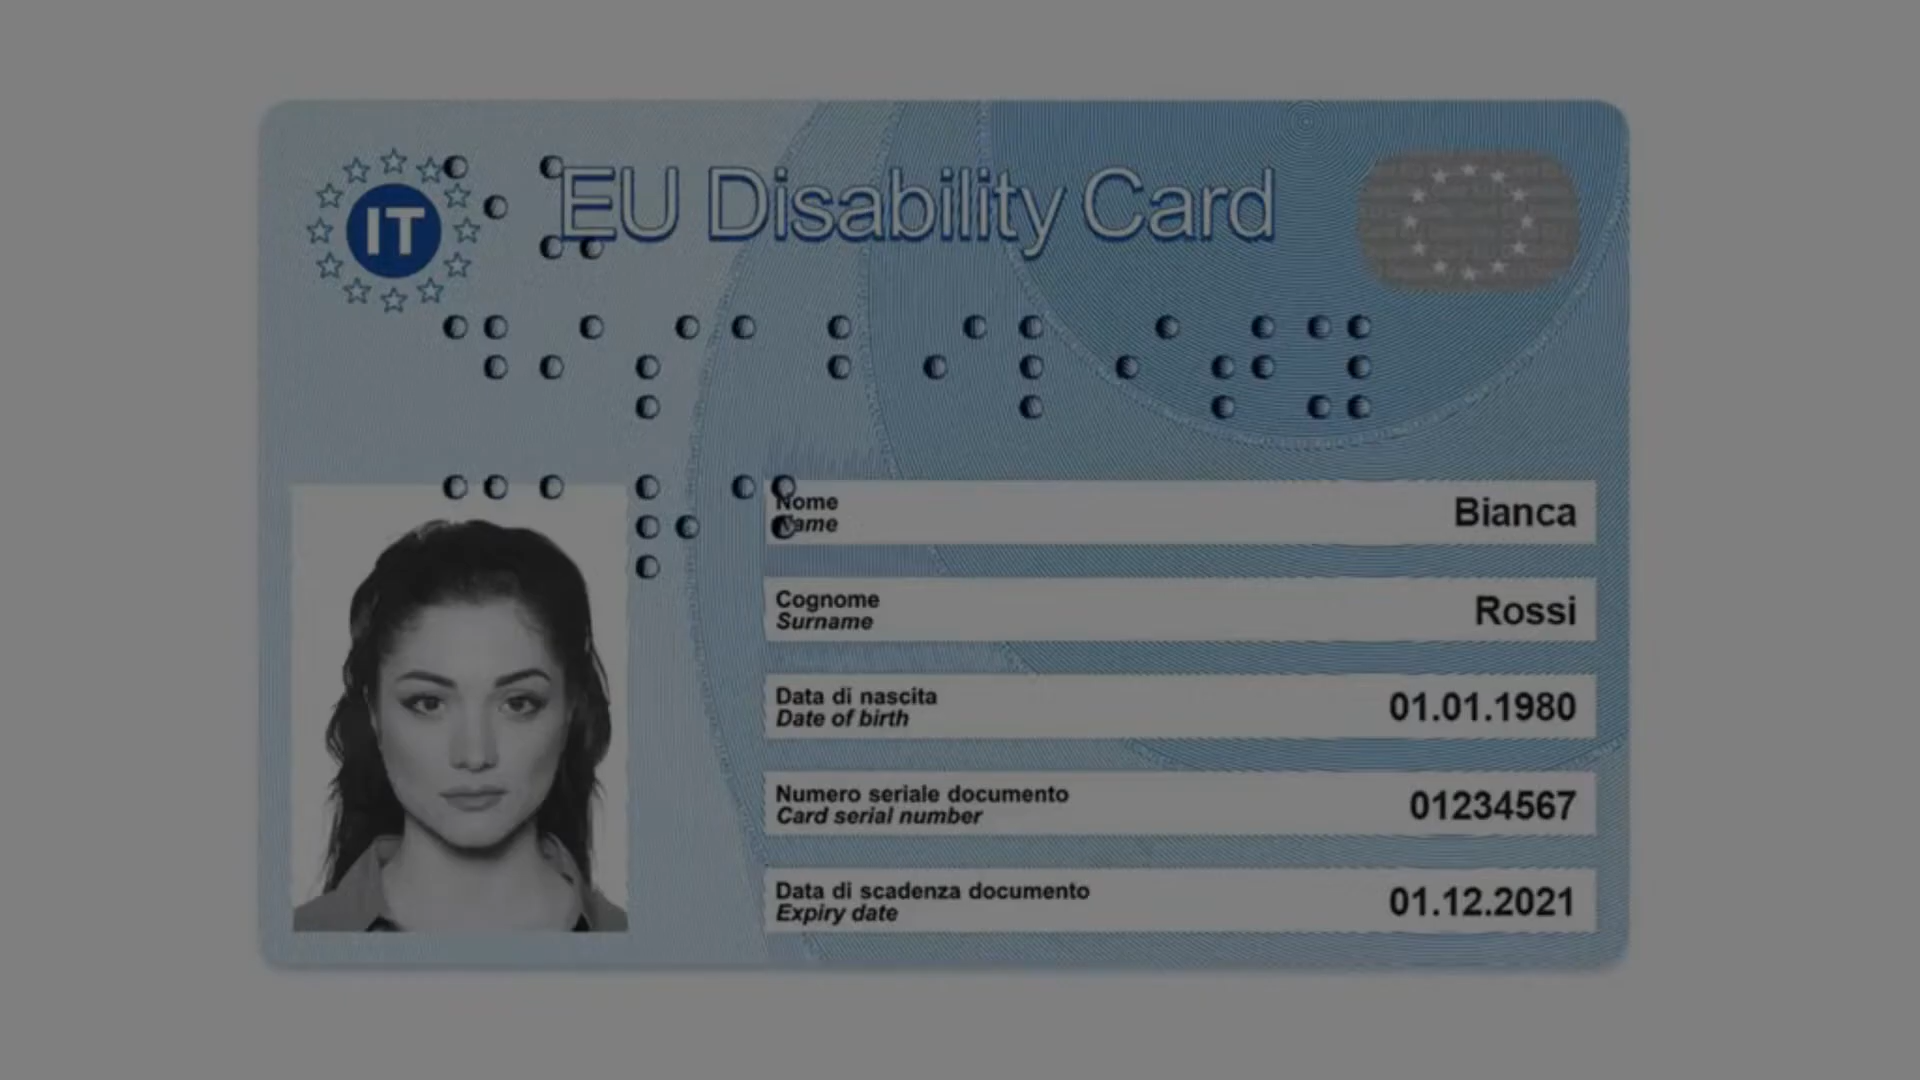 IT
EU Disability Card
Nome
Name
Bianca
Cognome
Surname
Rossi
Data di nascita
Date of birth
01.01.1980
Numero seriale documento
Card serial number
01234567
Data di scadenza documento
Expiry date
01.12.2021